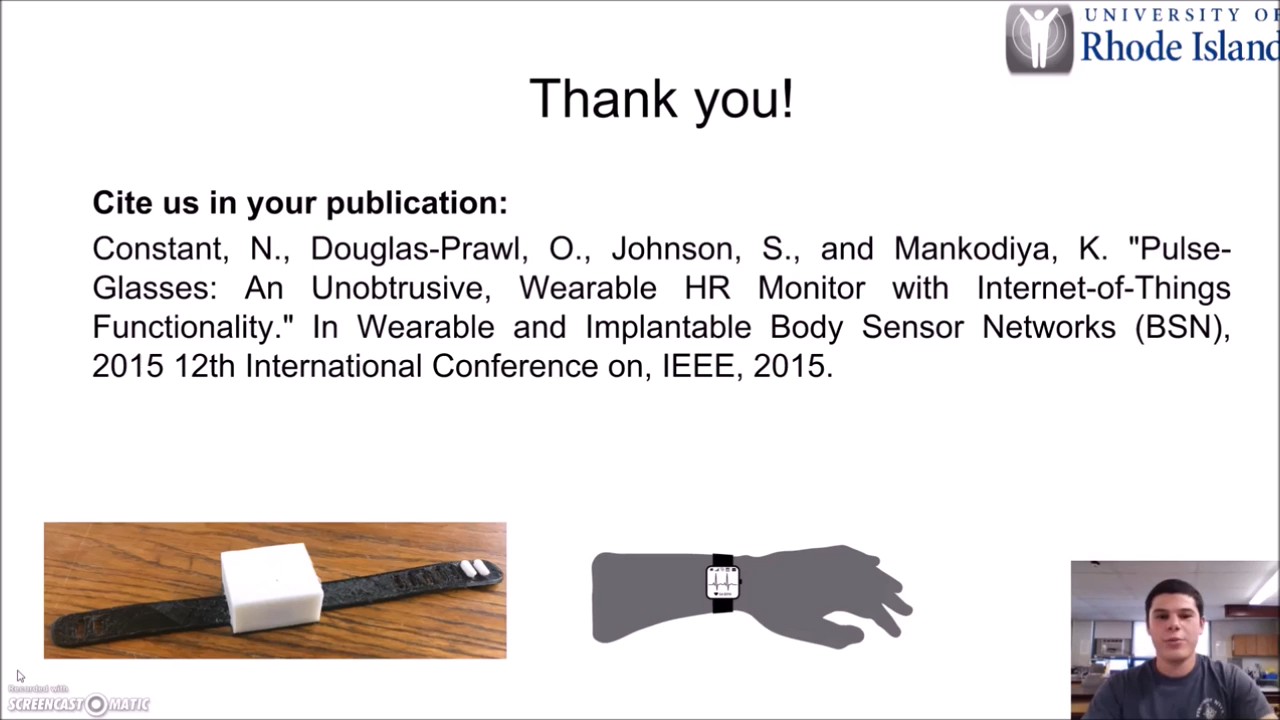 UNIVERSITY OF
Rhode Island
Thank you!
Cite us in your publication:
Constant, N., Douglas-Prawl, O., Johnson, S., and Mankodiya, K. "Pulse-
Glasses: An Unobtrusive, Wearable HR Monitor with Internet-of-Things
Functionality." In Wearable and Implantable Body Sensor Networks (BSN),
2015 12th International Conference on, IEEE, 2015.
Recorded with
SCREENCAST MATIC